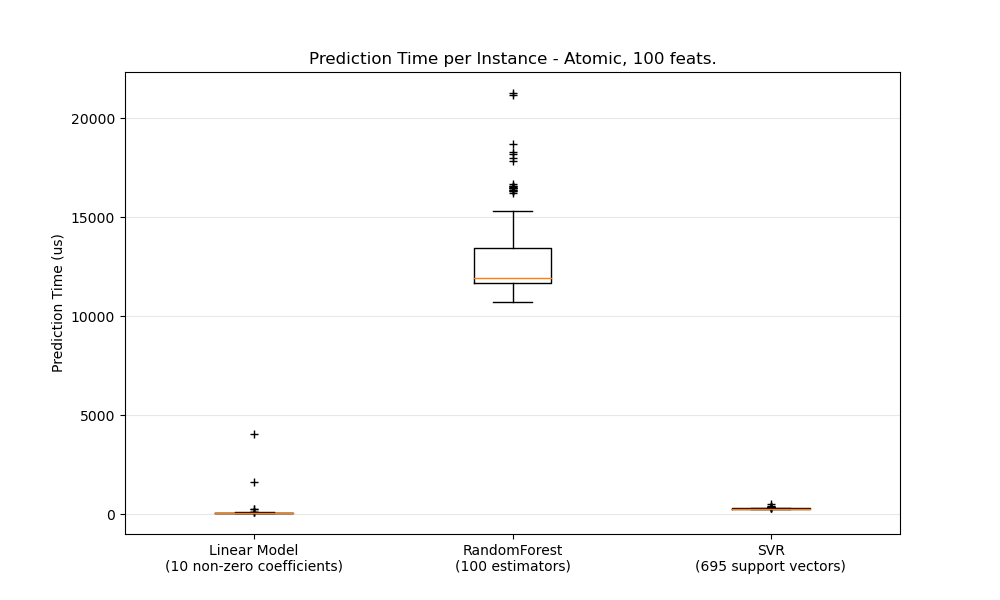 Prediction Time per Instance - Atomic, 100 feats.
Prediction Time (us)
20000
15000
10000
5000
0
Linear Model
(10 non-zero coefficients)
RandomForest
(100 estimators)
SVR
(695 support vectors)